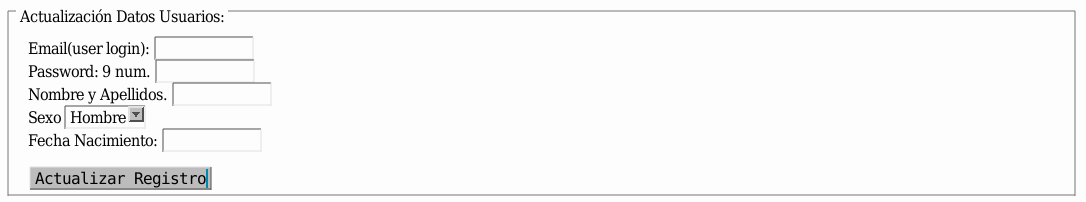 Actualización Datos Usuarios:
Email(user login):
Password: 9 num.
Nombre y Apellidos.
Sexo Hombre
Fecha Nacimiento:
Actualizar Registro